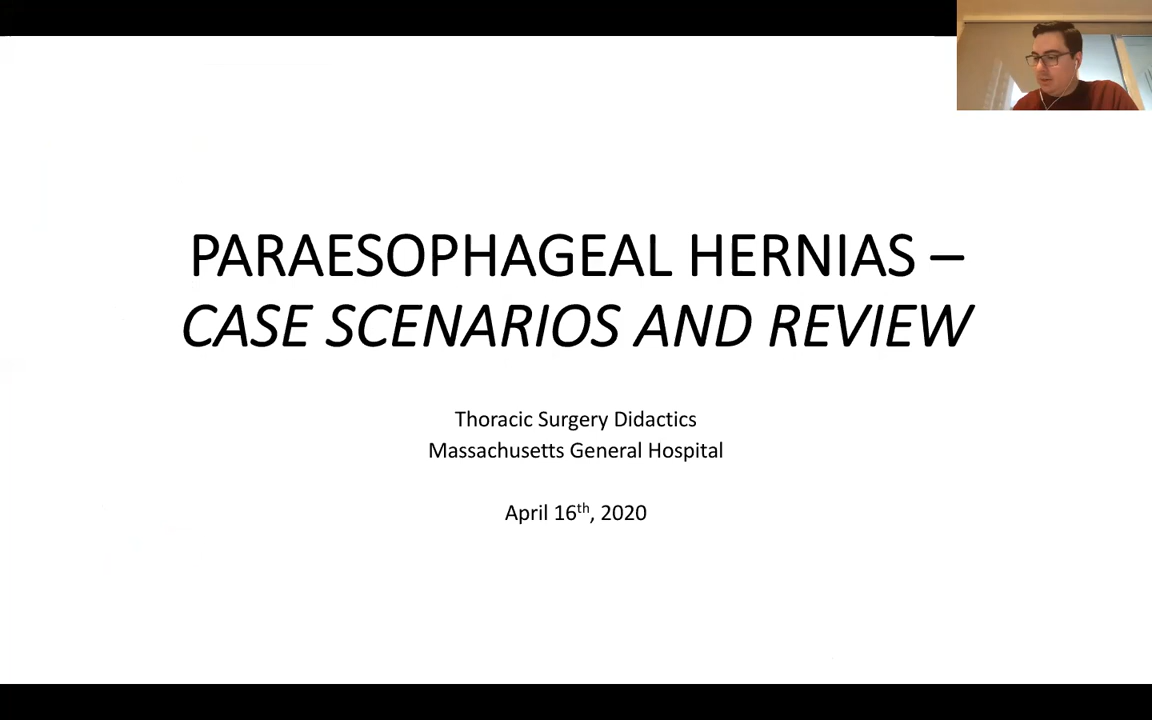 PARAESOPHAGEAL HERNIAS –
CASE SCENARIOS AND REVIEW
Thoracic Surgery Didactics
Massachusetts General Hospital
April 16th, 2020